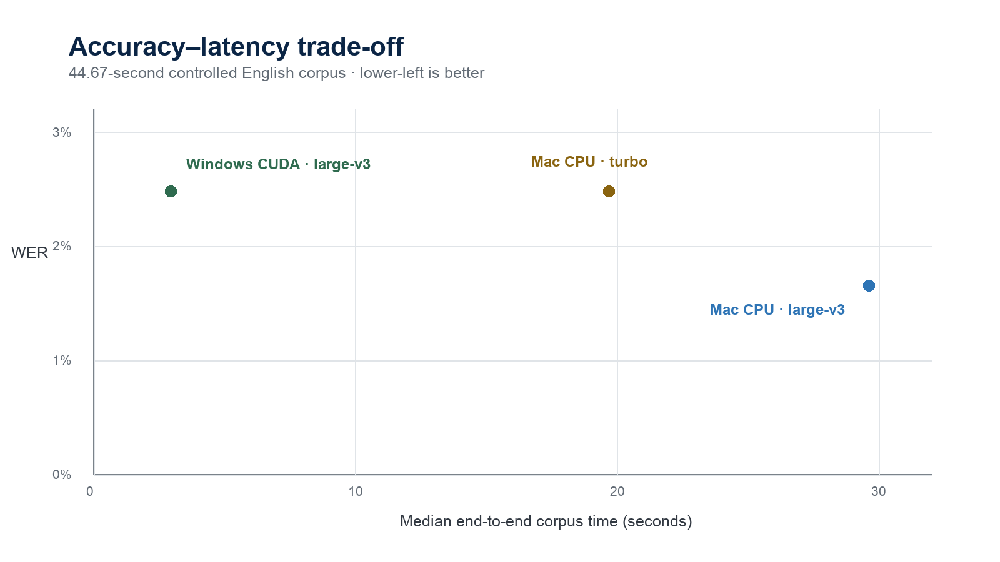 Accuracy–latency trade-off
44.67-second controlled English corpus · lower-left is better
3%
Windows CUDA · large-v3
Mac CPU · turbo
WER
2%
Mac CPU · large-v3
1%
0%
0
10
20
30
Median end-to-end corpus time (seconds)